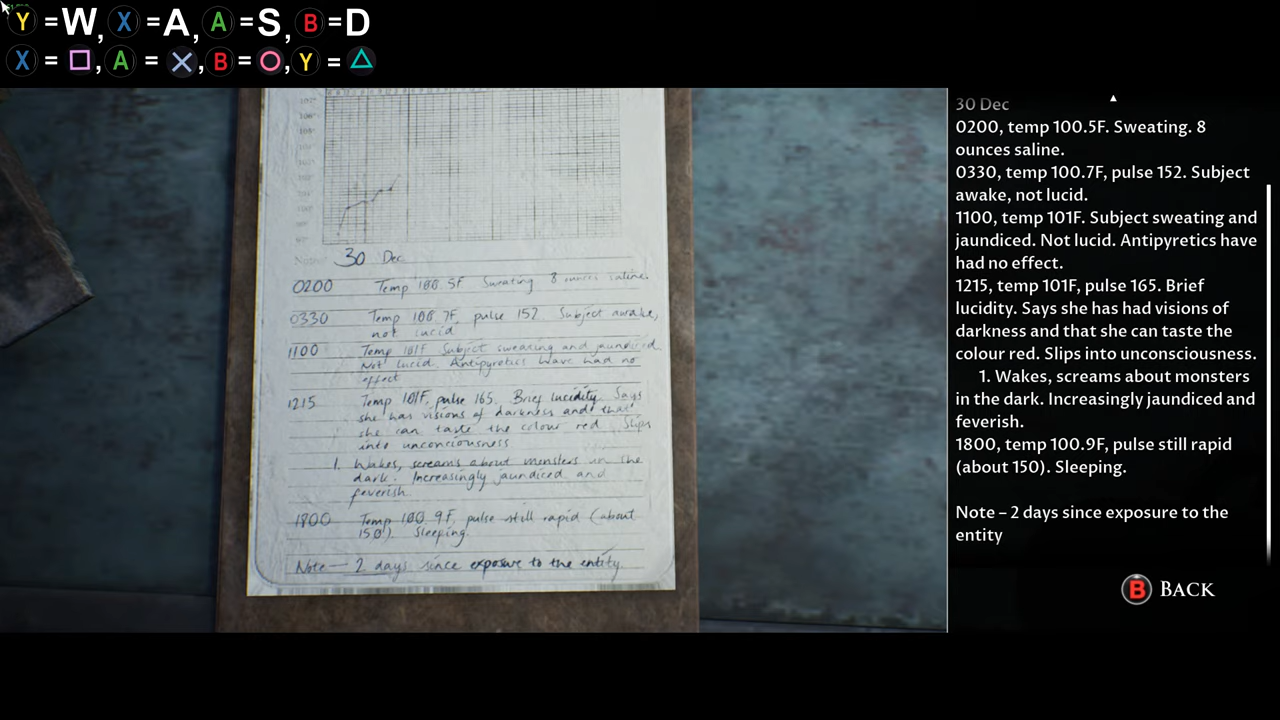 Y = W, X = A, A = S, B = D
X = □, A = ✕, B = ○, Y = △
30 Dec
0200 Temp 100.5F Sweating 8 ounces saline.
0330 Temp 100.7F pulse 152. Subject awake,
not lucid
1100 Temp 101F Subject sweating and jaundiced.
Not lucid. Antipyretics have had no
effect
1215 Temp 101F, pulse 165. Brief lucidity. Says
she has visions of darkness and that
she can taste the colour red. Slips
into unconciousness
1. Wakes, screams about monsters in the
dark. Increasingly jaundiced and
feverish.
1800 Temp 100.9F, pulse still rapid (about
150). Sleeping.
Note — 2 days since exposure to the entity
30 Dec
0200, temp 100.5F. Sweating. 8
ounces saline.
0330, temp 100.7F, pulse 152. Subject
awake, not lucid.
1100, temp 101F. Subject sweating and
jaundiced. Not lucid. Antipyretics have
had no effect.
1215, temp 101F, pulse 165. Brief
lucidity. Says she has had visions of
darkness and that she can taste the
colour red. Slips into unconsciousness.
1. Wakes, screams about monsters
in the dark. Increasingly jaundiced and
feverish.
1800, temp 100.9F, pulse still rapid
(about 150). Sleeping.
Note – 2 days since exposure to the
entity
B BACK